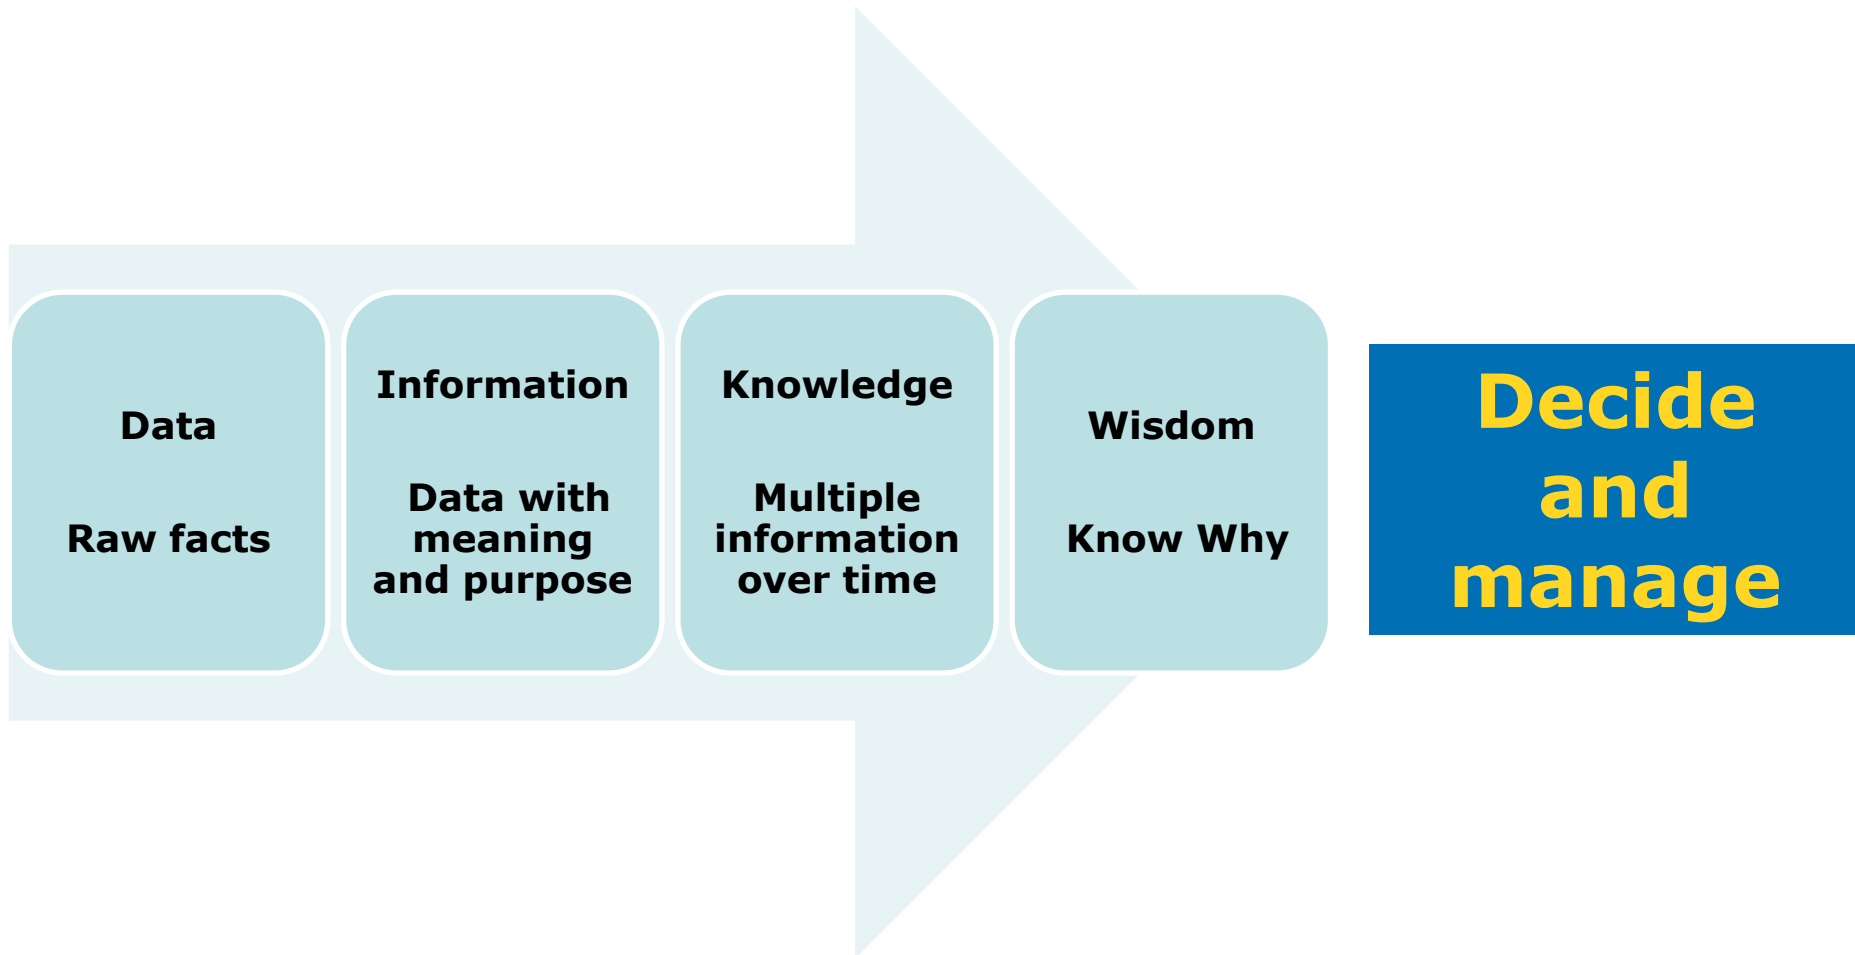 Data
Raw facts
Information
Data with
meaning
and purpose
Knowledge
Multiple
information
over time
Wisdom
Know Why
Decide
and
manage